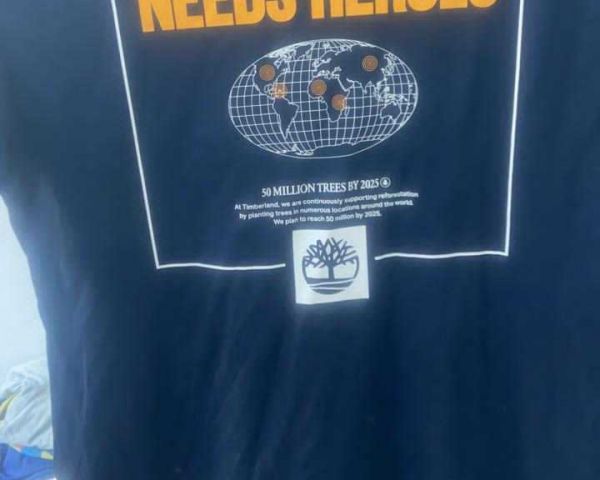 NEEDS HEROES
50 MILLION TREES BY 2025
At Timberland, we are continuously supporting reforestation
by planting trees in numerous locations around the world.
We plan to reach 50 million by 2025.